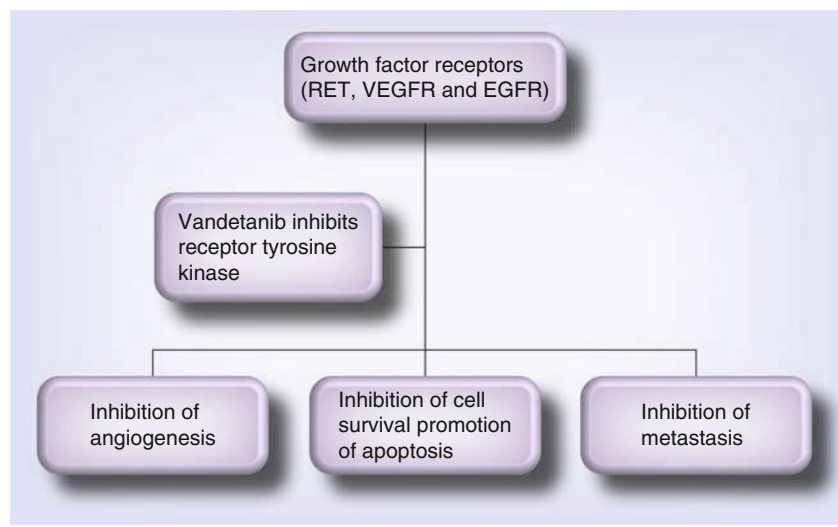 Growth factor receptors
(RET, VEGFR and EGFR)
Vandetanib inhibits
receptor tyrosine
kinase
Inhibition of
angiogenesis
Inhibition of cell
survival promotion
of apoptosis
Inhibition of
metastasis